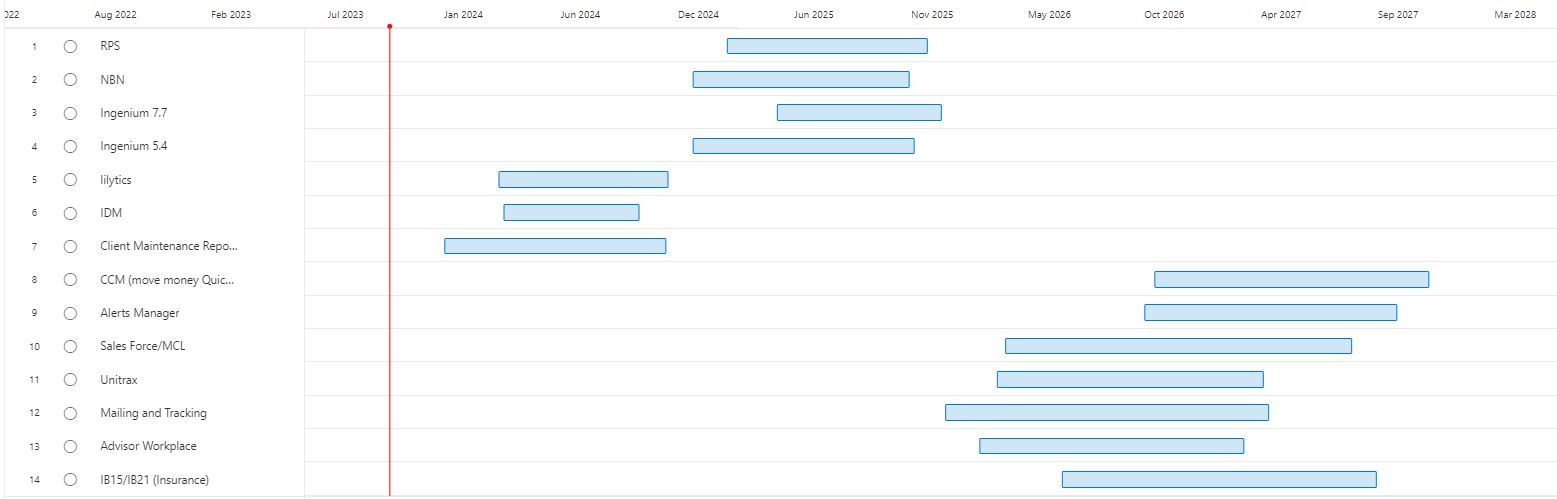 2022 Aug 2022 Feb 2023 Jul 2023 Jan 2024 Jun 2024 Dec 2024 Jun 2025 Nov 2025 May 2026 Oct 2026 Apr 2027 Sep 2027 Mar 2028
1 RPS
2 NBN
3 Ingenium 7.7
4 Ingenium 5.4
5 lilytics
6 IDM
7 Client Maintenance Repo...
8 CCM (move money Quic...
9 Alerts Manager
10 Sales Force/MCL
11 Unitrax
12 Mailing and Tracking
13 Advisor Workplace
14 IB15/IB21 (Insurance)